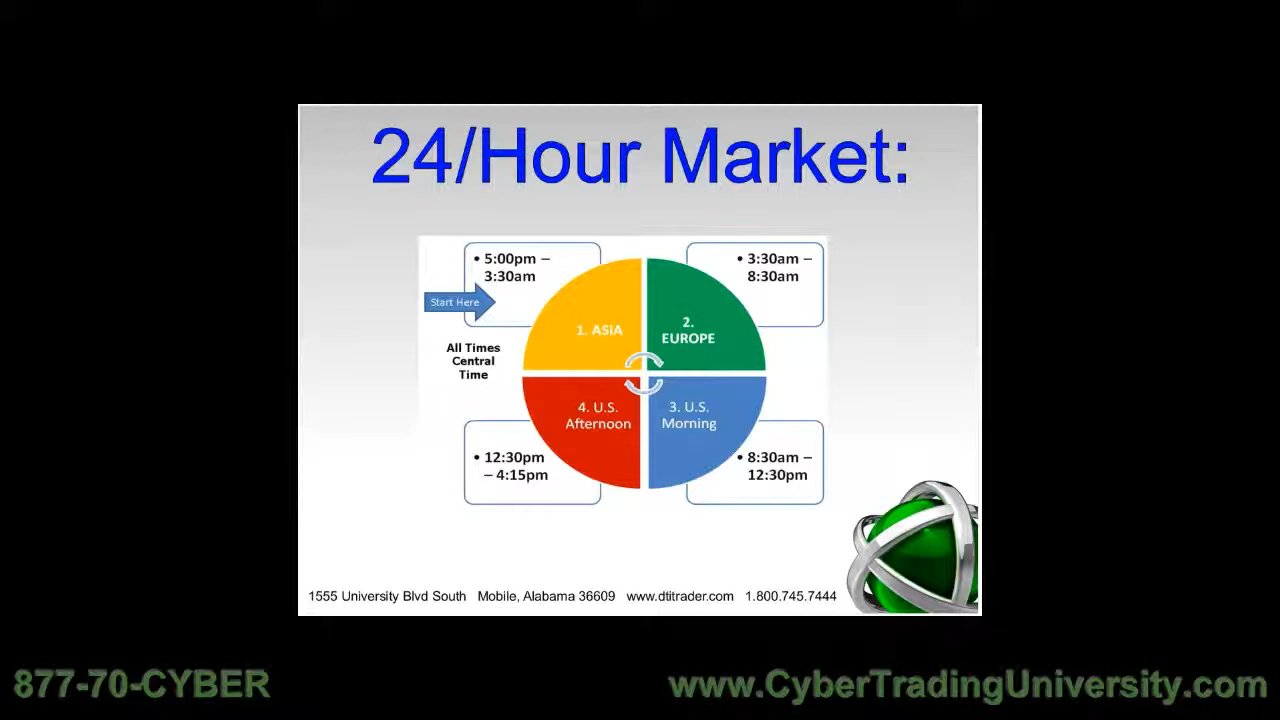 24/Hour Market:
• 5:00pm –
3:30am
• 3:30am –
8:30am
Start Here
1. ASIA
2.
EUROPE
All Times
Central
Time
4. U.S.
Afternoon
3. U.S.
Morning
• 12:30pm
– 4:15pm
• 8:30am –
12:30pm
1555 University Blvd South Mobile, Alabama 36609 www.dtitrader.com 1.800.745.7444
877-70-CYBER
www.CyberTradingUniversity.com